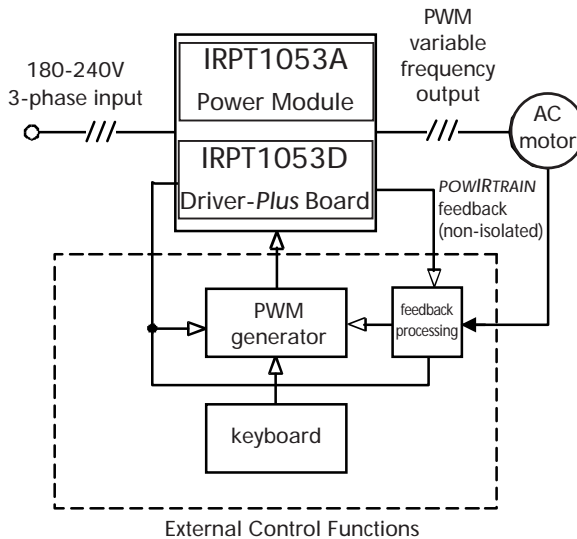 180-240V
3-phase input
IRPT1053A
Power Module
IRPT1053D
Driver-Plus Board
PWM
variable
frequency
output
AC
motor
POWIRTRAIN
feedback
(non-isolated)
PWM
generator
feedback
processing
keyboard
External Control Functions